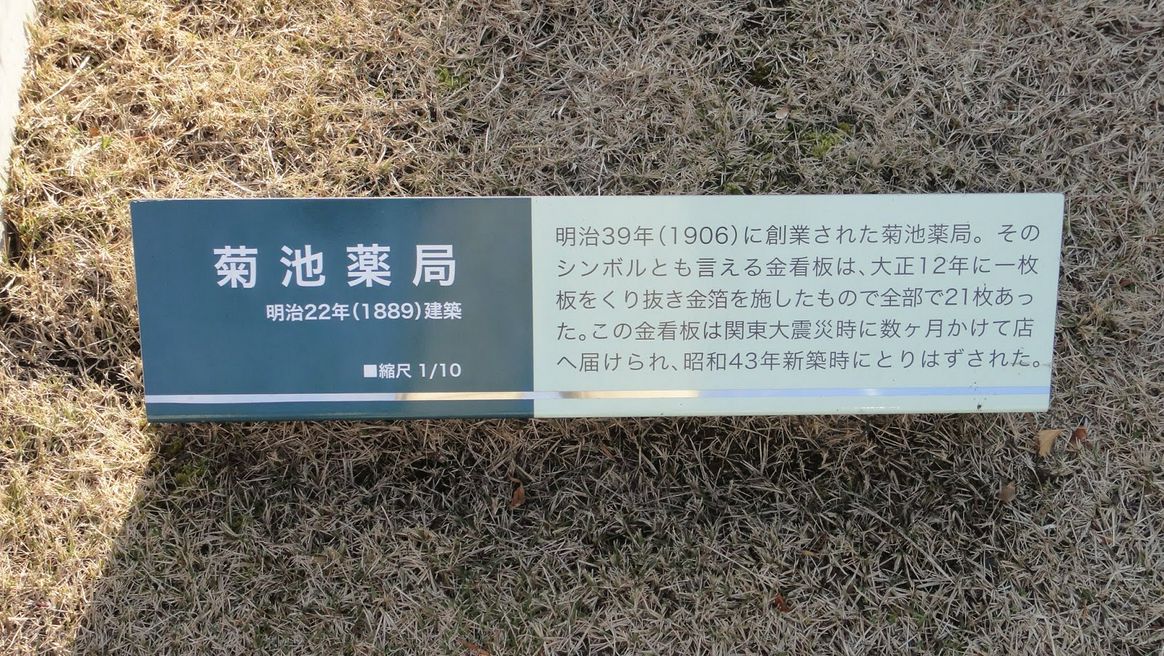 菊池薬局
明治22年(1889)建築
■縮尺 1/10
明治39年(1906)に創業された菊池薬局。その
シンボルとも言える金看板は、大正12年に一枚
板をくり抜き金箔を施したもので全部で21枚あっ
た。この金看板は関東大震災時に数ヶ月かけて店
へ届けられ、昭和43年新築時にとりはずされた。